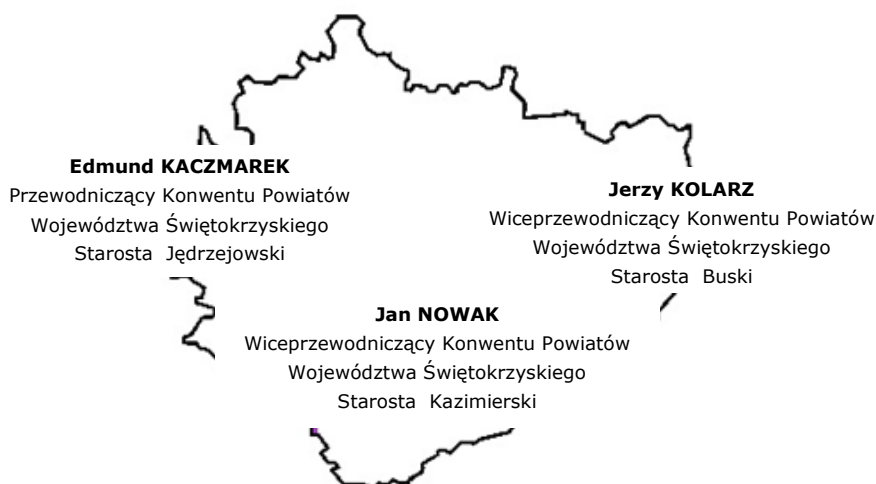 Edmund KACZMAREK
Przewodniczący Konwentu Powiatów
Województwa Świętokrzyskiego
Starosta Jędrzejowski
Jerzy KOLARZ
Wiceprzewodniczący Konwentu Powiatów
Województwa Świętokrzyskiego
Starosta Buski
Jan NOWAK
Wiceprzewodniczący Konwentu Powiatów
Województwa Świętokrzyskiego
Starosta Kazimierski